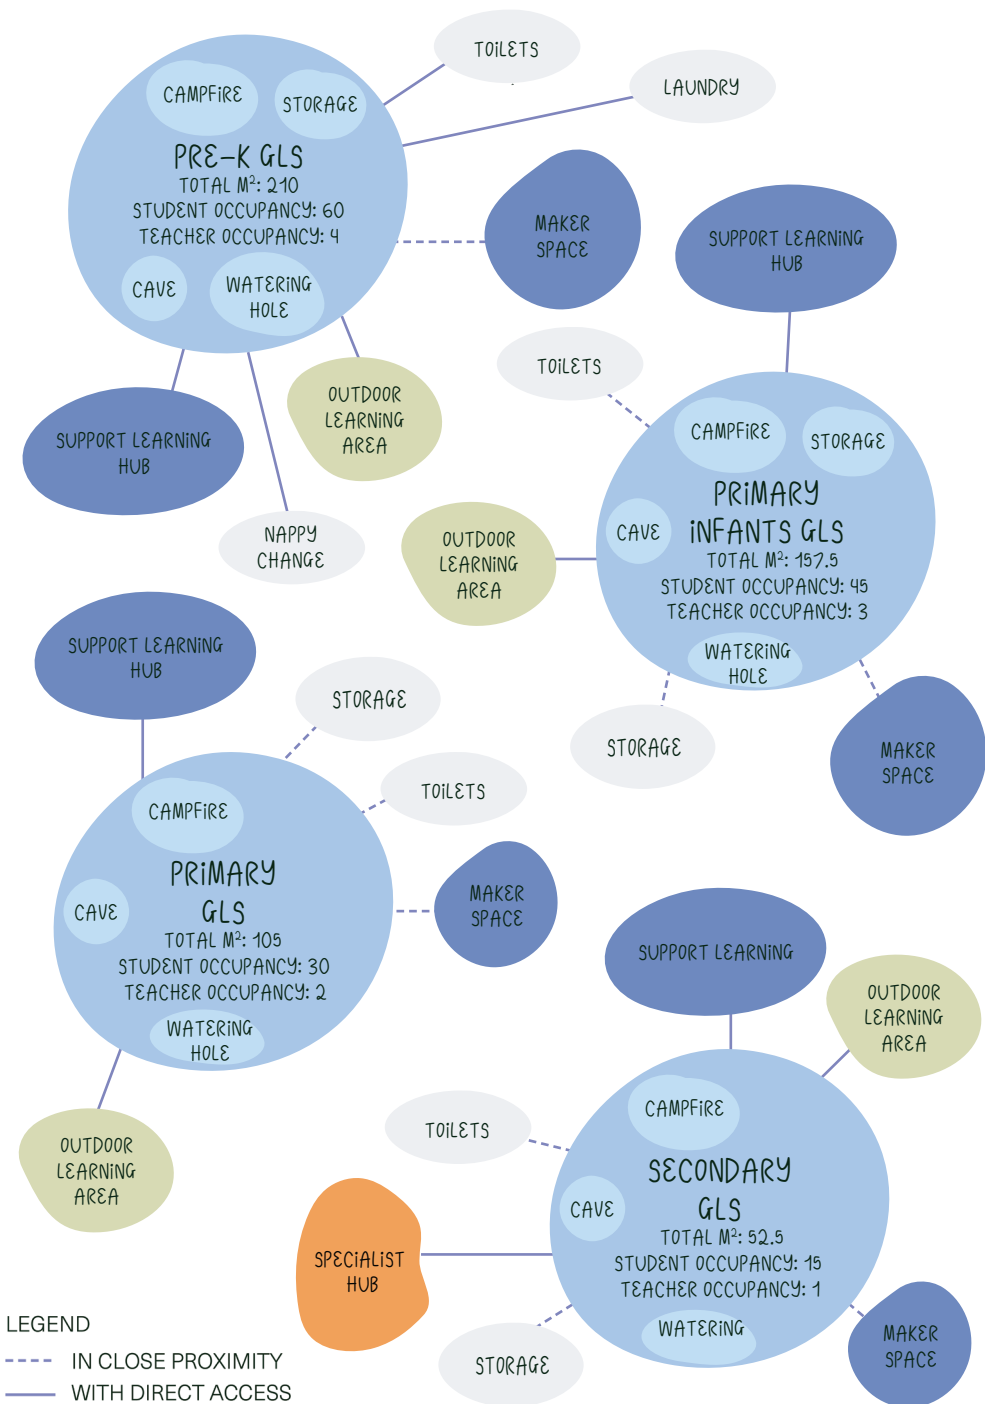 TOILETS
LAUNDRY
CAMPFIRE
STORAGE
PRE-K GLS
TOTAL M²: 210
STUDENT OCCUPANCY: 60
TEACHER OCCUPANCY: 4
CAVE
WATERING
HOLE
MAKER
SPACE
SUPPORT LEARNING
HUB
OUTDOOR
LEARNING
AREA
NAPPY
CHANGE
SUPPORT LEARNING
HUB
TOILETS
CAMPFIRE
STORAGE
CAVE
PRIMARY
INFANTS GLS
TOTAL M²: 157.5
STUDENT OCCUPANCY: 45
TEACHER OCCUPANCY: 3
WATERING
HOLE
OUTDOOR
LEARNING
AREA
STORAGE
MAKER
SPACE
SUPPORT LEARNING
HUB
STORAGE
TOILETS
CAMPFIRE
PRIMARY
GLS
CAVE
TOTAL M²: 105
STUDENT OCCUPANCY: 30
TEACHER OCCUPANCY: 2
WATERING
HOLE
MAKER
SPACE
OUTDOOR
LEARNING
AREA
SUPPORT LEARNING
OUTDOOR
LEARNING
AREA
TOILETS
CAMPFIRE
SECONDARY
GLS
CAVE
TOTAL M²: 52.5
STUDENT OCCUPANCY: 15
TEACHER OCCUPANCY: 1
WATERING
SPECIALIST
HUB
STORAGE
MAKER
SPACE
LEGEND
IN CLOSE PROXIMITY
WITH DIRECT ACCESS